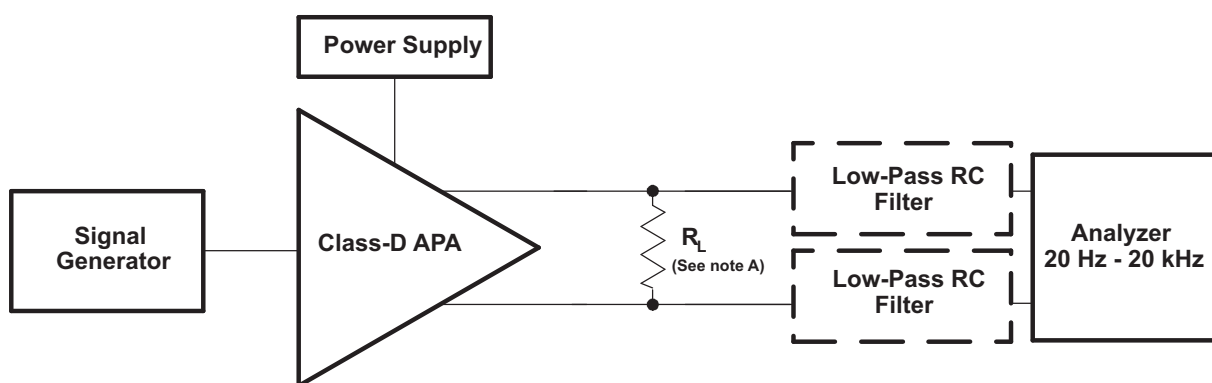 Power Supply
Signal
Generator
Class-D APA
R_L
(See note A)
Low-Pass RC
Filter
Low-Pass RC
Filter
Analyzer
20 Hz - 20 kHz